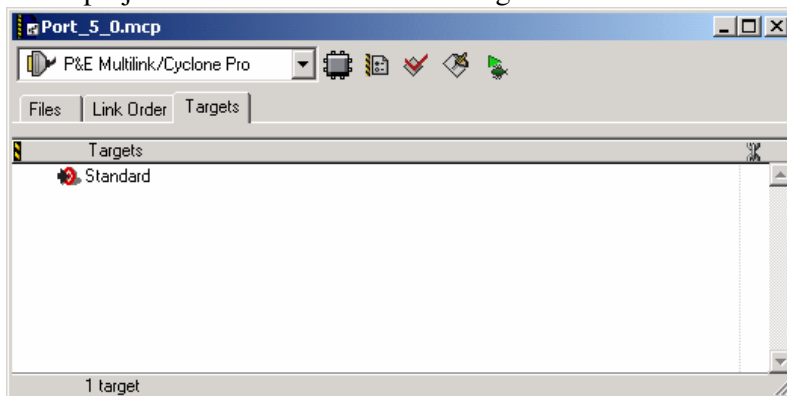 Port_5_0.mcp
P&E Multilink/Cyclone Pro
Files Link Order Targets
Targets
Standard
1 target